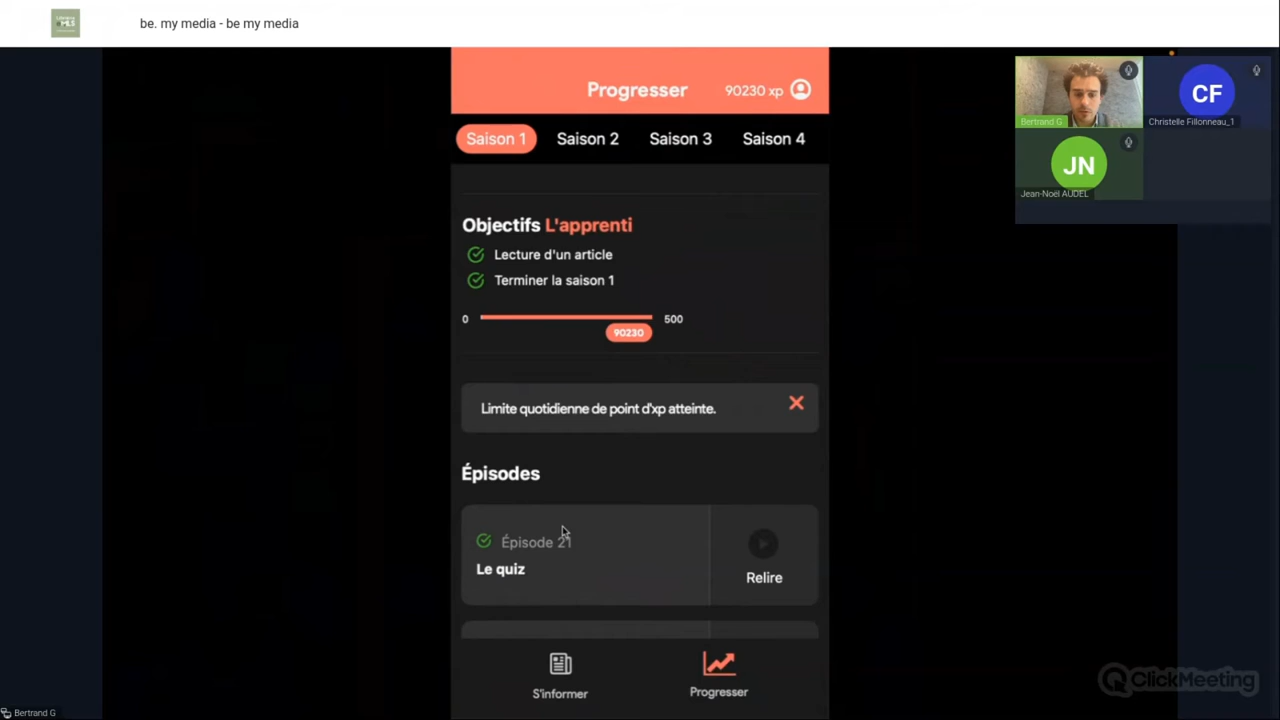 be. my media - be my media
Progresser
90230 xp
Saison 1 Saison 2 Saison 3 Saison 4
Objectifs L'apprenti
Lecture d'un article
Terminer la saison 1
0 500
90230
Limite quotidienne de point d'xp atteinte.
Épisodes
Épisode 21
Le quiz
Relire
S'informer
Progresser
Bertrand G
CF
Christelle Fillonneau_1
JN
Jean-Noël AUDEL
ClickMeeting
Bertrand G